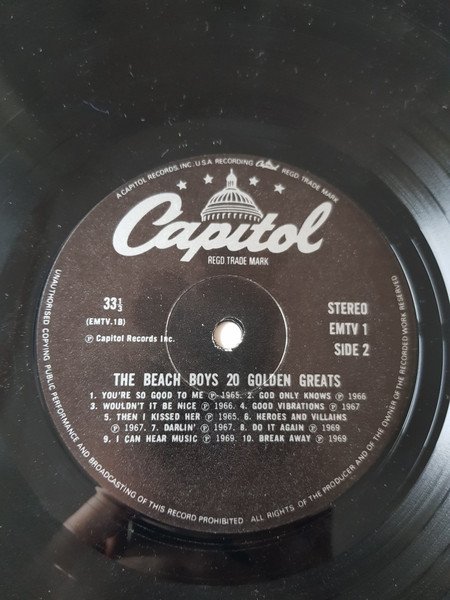 A CAPITOL RECORDS, INC. U.S.A. RECORDING Capitol REGD. TRADE MARK
Capitol
REGD. TRADE MARK
33⅓
(EMTV.1B)
Ⓟ Capitol Records Inc.
STEREO
EMTV 1
SIDE 2
THE BEACH BOYS 20 GOLDEN GREATS
1. YOU'RE SO GOOD TO ME Ⓟ 1965. 2. GOD ONLY KNOWS Ⓟ 1966
3. WOULDN'T IT BE NICE Ⓟ 1966. 4. GOOD VIBRATIONS Ⓟ 1967
5. THEN I KISSED HER Ⓟ 1965. 6. HEROES AND VILLAINS
Ⓟ 1967. 7. DARLIN' Ⓟ 1967. 8. DO IT AGAIN Ⓟ 1969
9. I CAN HEAR MUSIC Ⓟ 1969. 10. BREAK AWAY Ⓟ 1969
UNAUTHORISED COPYING PUBLIC PERFORMANCE AND BROADCASTING OF THIS RECORD PROHIBITED ALL RIGHTS OF THE PRODUCER AND OF THE OWNER OF THE RECORDED WORK RESERVED